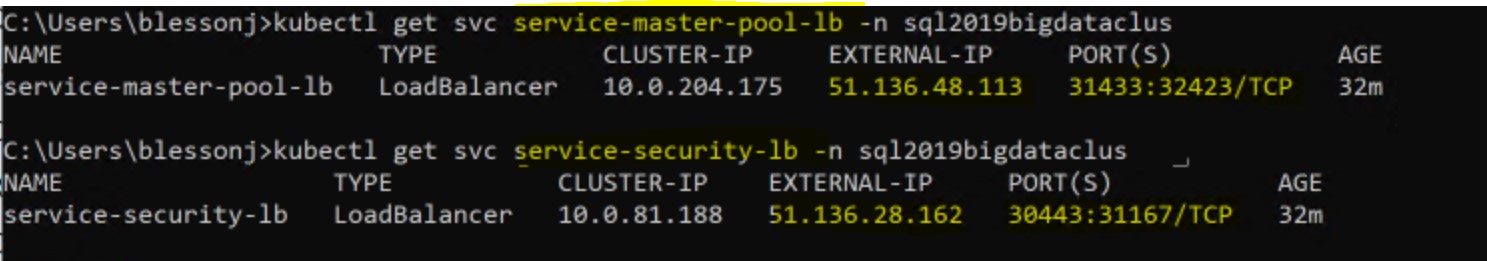 C:\Users\blessonj>kubectl get svc service-master-pool-lb -n sql2019bigdataclus
NAME TYPE CLUSTER-IP EXTERNAL-IP PORT(S) AGE
service-master-pool-lb LoadBalancer 10.0.204.175 51.136.48.113 31433:32423/TCP 32m
C:\Users\blessonj>kubectl get svc service-security-lb -n sql2019bigdataclus
NAME TYPE CLUSTER-IP EXTERNAL-IP PORT(S) AGE
service-security-lb LoadBalancer 10.0.81.188 51.136.28.162 30443:31167/TCP 32m